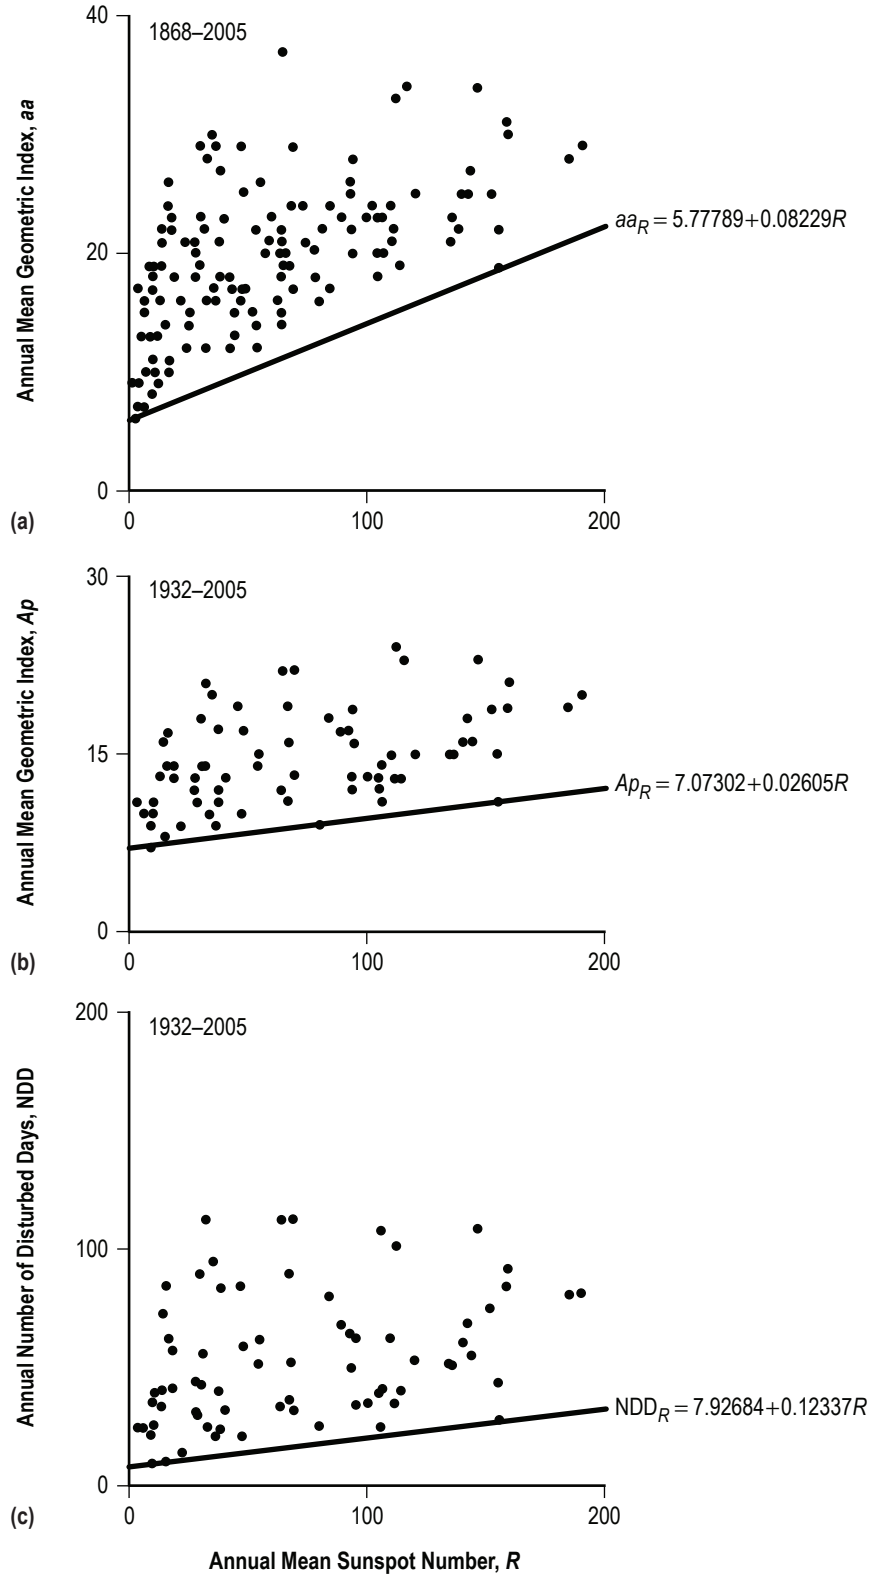 40
1868–2005
Annual Mean Geometric Index, aa
aaR = 5.77789+0.08229R
20
0
(a)
0 100 200
30
1932–2005
Annual Mean Geometric Index, Ap
15
ApR = 7.07302+0.02605R
0
(b)
0 100 200
200
1932–2005
Annual Number of Disturbed Days, NDD
100
NDDR = 7.92684+0.12337R
0
(c)
0 100 200
Annual Mean Sunspot Number, R